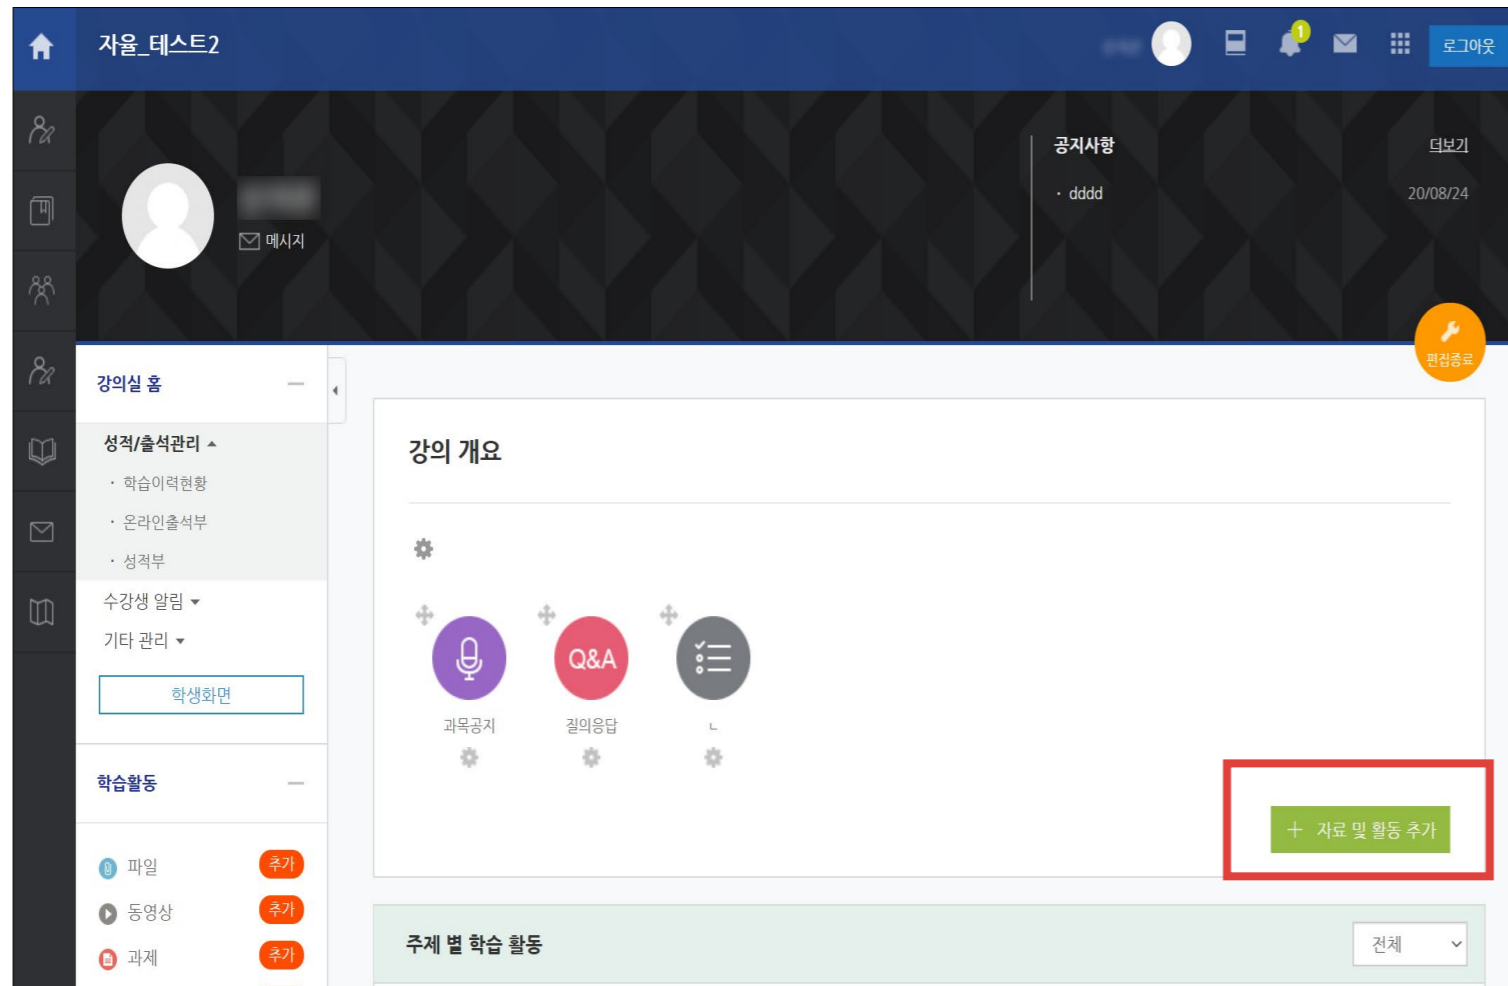 자율_테스트2
1
로그아웃
공지사항
더보기
· dddd
20/08/24
메시지
편집종료
강의실 홈
성적/출석관리
· 학습이력현황
· 온라인출석부
· 성적부
수강생 알림
기타 관리
학생화면
학습활동
파일 추가
동영상 추가
과제 추가
강의 개요
Q&A
과목공지
질의응답
ㄴ
+ 자료 및 활동 추가
주제 별 학습 활동
전체